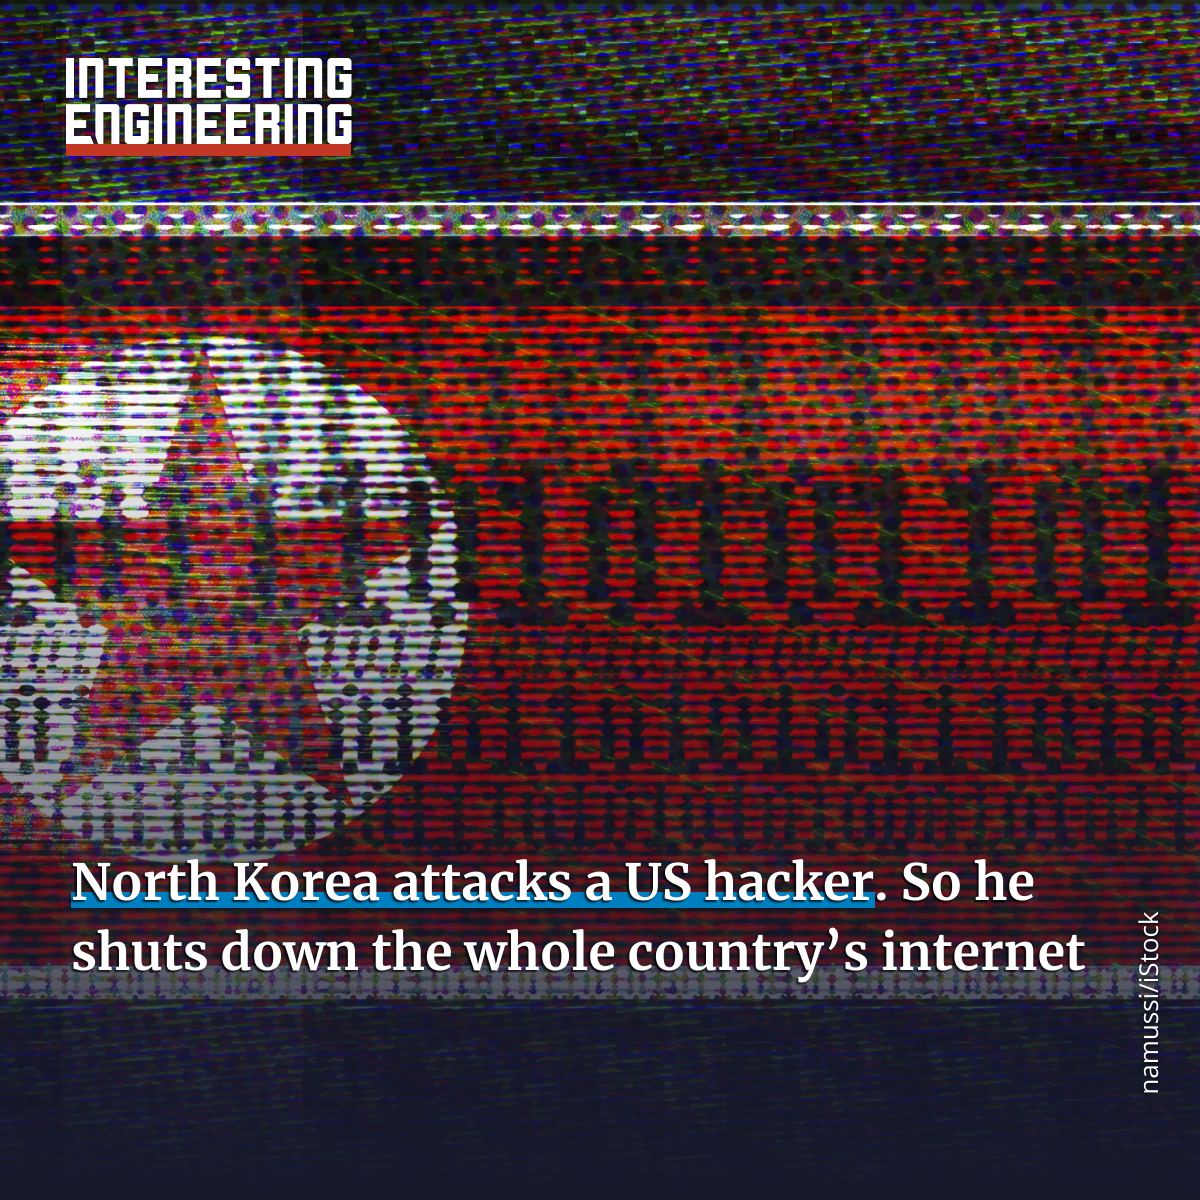 INTERESTING
ENGINEERING
North Korea attacks a US hacker. So he
shuts down the whole country’s internet
namussi/iStock